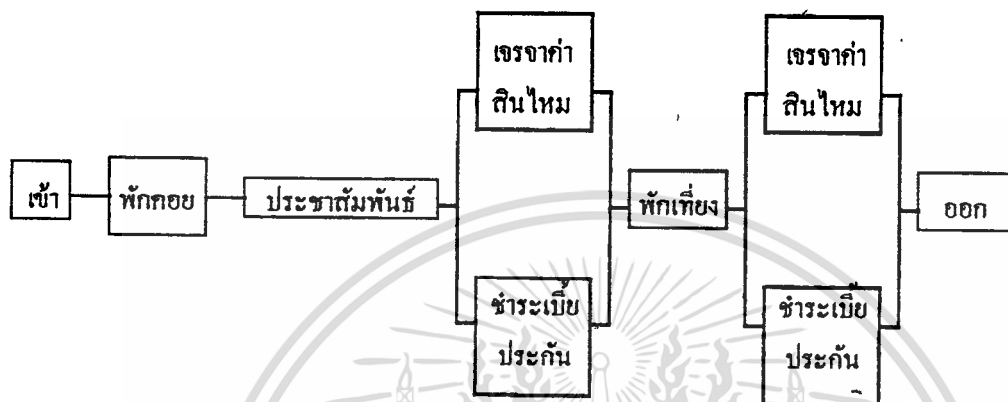 เข้า
พักคอย
ประชาสัมพันธ์
เจรจาค่า
สินไหม
ชำระเบี้ย
ประกัน
พักเที่ยง
เจรจาค่า
สินไหม
ชำระเบี้ย
ประกัน
ออก